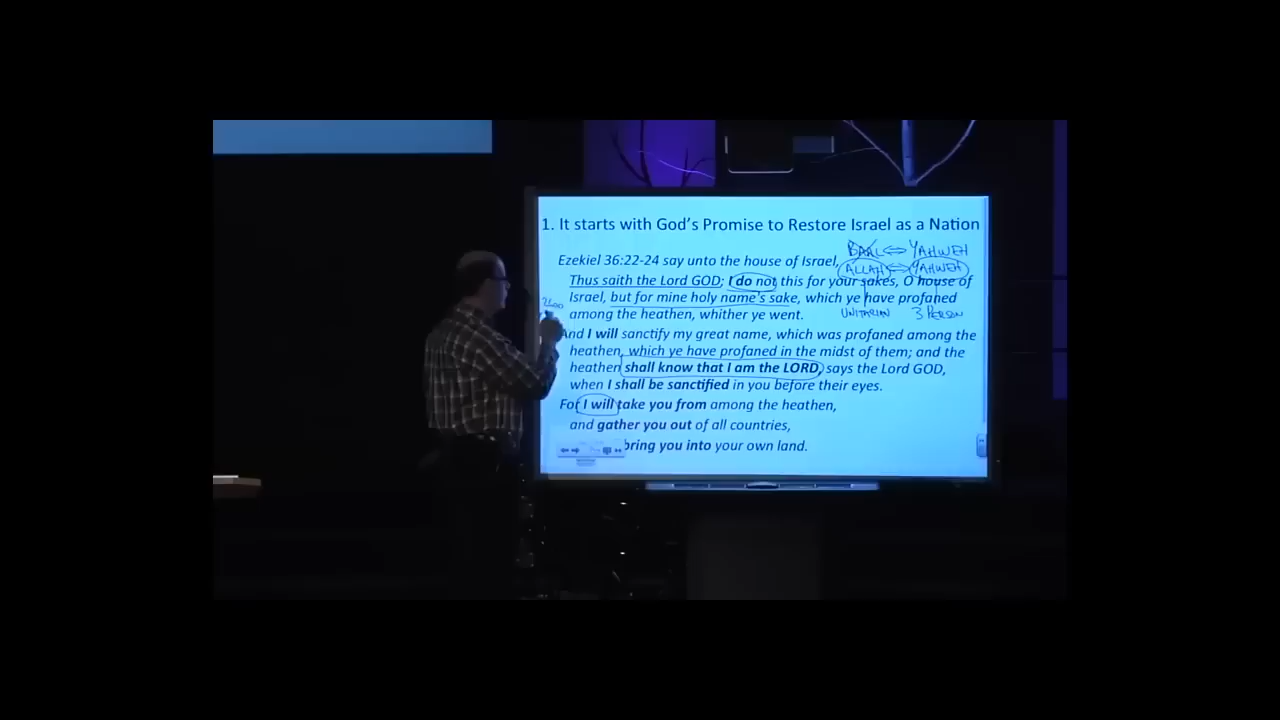 1. It starts with God's Promise to Restore Israel as a Nation
BAAL ⇔ YAHWEH
Ezekiel 36:22-24 say unto the house of Israel,
ALLAH ⇔ YAHWEH
Thus saith the Lord GOD; I do not this for your sakes, O house of
Israel, but for mine holy name's sake, which ye have profaned
among the heathen, whither ye went.
UNITARIAN 3 PERSON
And I will sanctify my great name, which was profaned among the
heathen, which ye have profaned in the midst of them; and the
heathen shall know that I am the LORD, says the Lord GOD,
when I shall be sanctified in you before their eyes.
For I will take you from among the heathen,
and gather you out of all countries,
bring you into your own land.